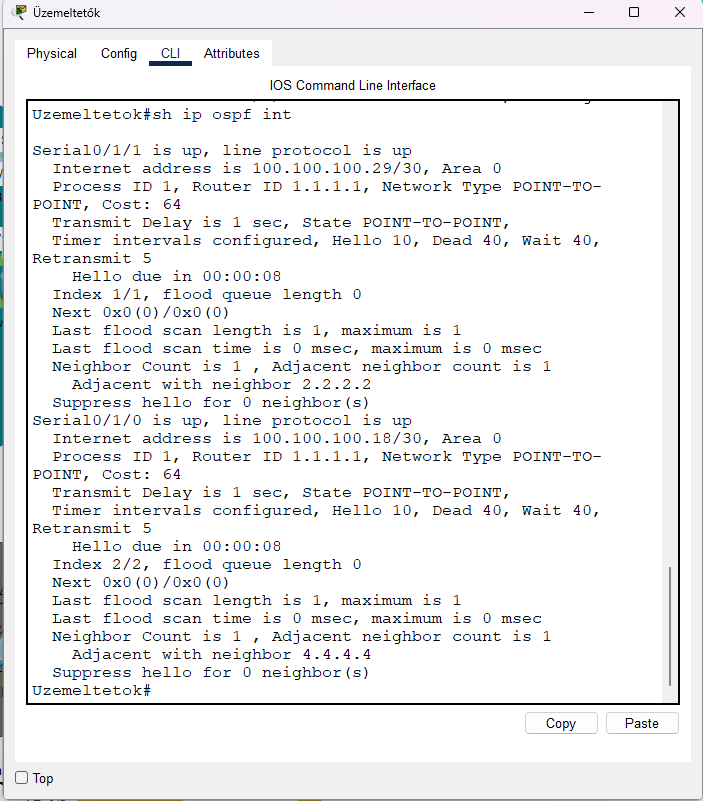 Üzemeltetők
Physical Config CLI Attributes
IOS Command Line Interface
Uzemeltetok#sh ip ospf int
Serial0/1/1 is up, line protocol is up
Internet address is 100.100.100.29/30, Area 0
Process ID 1, Router ID 1.1.1.1, Network Type POINT-TO-
POINT, Cost: 64
Transmit Delay is 1 sec, State POINT-TO-POINT,
Timer intervals configured, Hello 10, Dead 40, Wait 40,
Retransmit 5
Hello due in 00:00:08
Index 1/1, flood queue length 0
Next 0x0(0)/0x0(0)
Last flood scan length is 1, maximum is 1
Last flood scan time is 0 msec, maximum is 0 msec
Neighbor Count is 1 , Adjacent neighbor count is 1
Adjacent with neighbor 2.2.2.2
Suppress hello for 0 neighbor(s)
Serial0/1/0 is up, line protocol is up
Internet address is 100.100.100.18/30, Area 0
Process ID 1, Router ID 1.1.1.1, Network Type POINT-TO-
POINT, Cost: 64
Transmit Delay is 1 sec, State POINT-TO-POINT,
Timer intervals configured, Hello 10, Dead 40, Wait 40,
Retransmit 5
Hello due in 00:00:08
Index 2/2, flood queue length 0
Next 0x0(0)/0x0(0)
Last flood scan length is 1, maximum is 1
Last flood scan time is 0 msec, maximum is 0 msec
Neighbor Count is 1 , Adjacent neighbor count is 1
Adjacent with neighbor 4.4.4.4
Suppress hello for 0 neighbor(s)
Uzemeltetok#
Copy Paste
Top